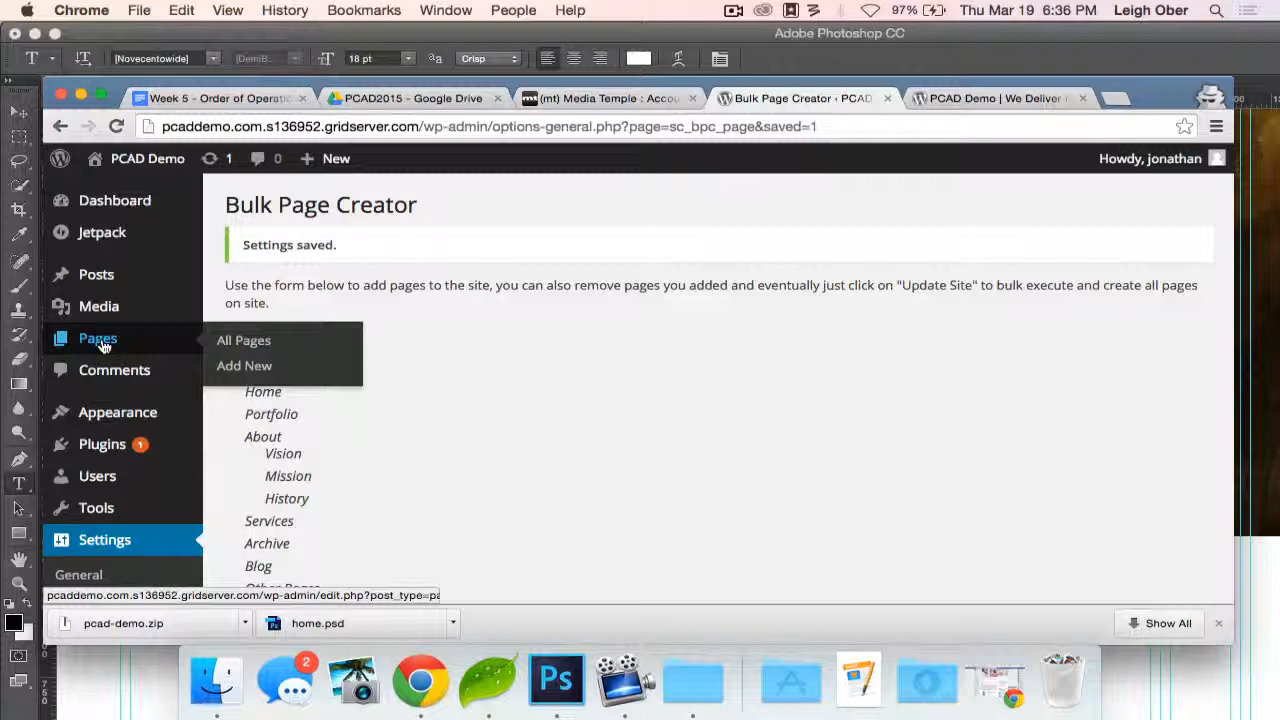 Chrome File Edit View History Bookmarks Window People Help 97% Thu Mar 19 6:36 PM Leigh Ober
Adobe Photoshop CC
[Novecentowide] 18 pt Crisp
PCAD2015 - Google Drive × (mt) Media Temple : Accou × Bulk Page Creator ‹ PCAD × PCAD Demo | We Deliver ×
Week 5 - Order of Operati ×
pcaddemo.com.s136952.gridserver.com/wp-admin/options-general.php?page=sc_bpc_page&saved=1
PCAD Demo 1 0 + New Howdy, jonathan
Dashboard
Jetpack
Posts
Media
Pages
Comments
Appearance
Plugins 1
Users
Tools
Settings
General
All Pages
Add New
Bulk Page Creator
Settings saved.
Use the form below to add pages to the site, you can also remove pages you added and eventually just click on "Update Site" to bulk execute and create all pages
on site.
Home
Portfolio
About
Vision
Mission
History
Services
Archive
Blog
pcaddemo.com.s136952.gridserver.com/wp-admin/edit.php?post_type=pa
pcad-demo.zip home.psd Show All ×
2
Ps